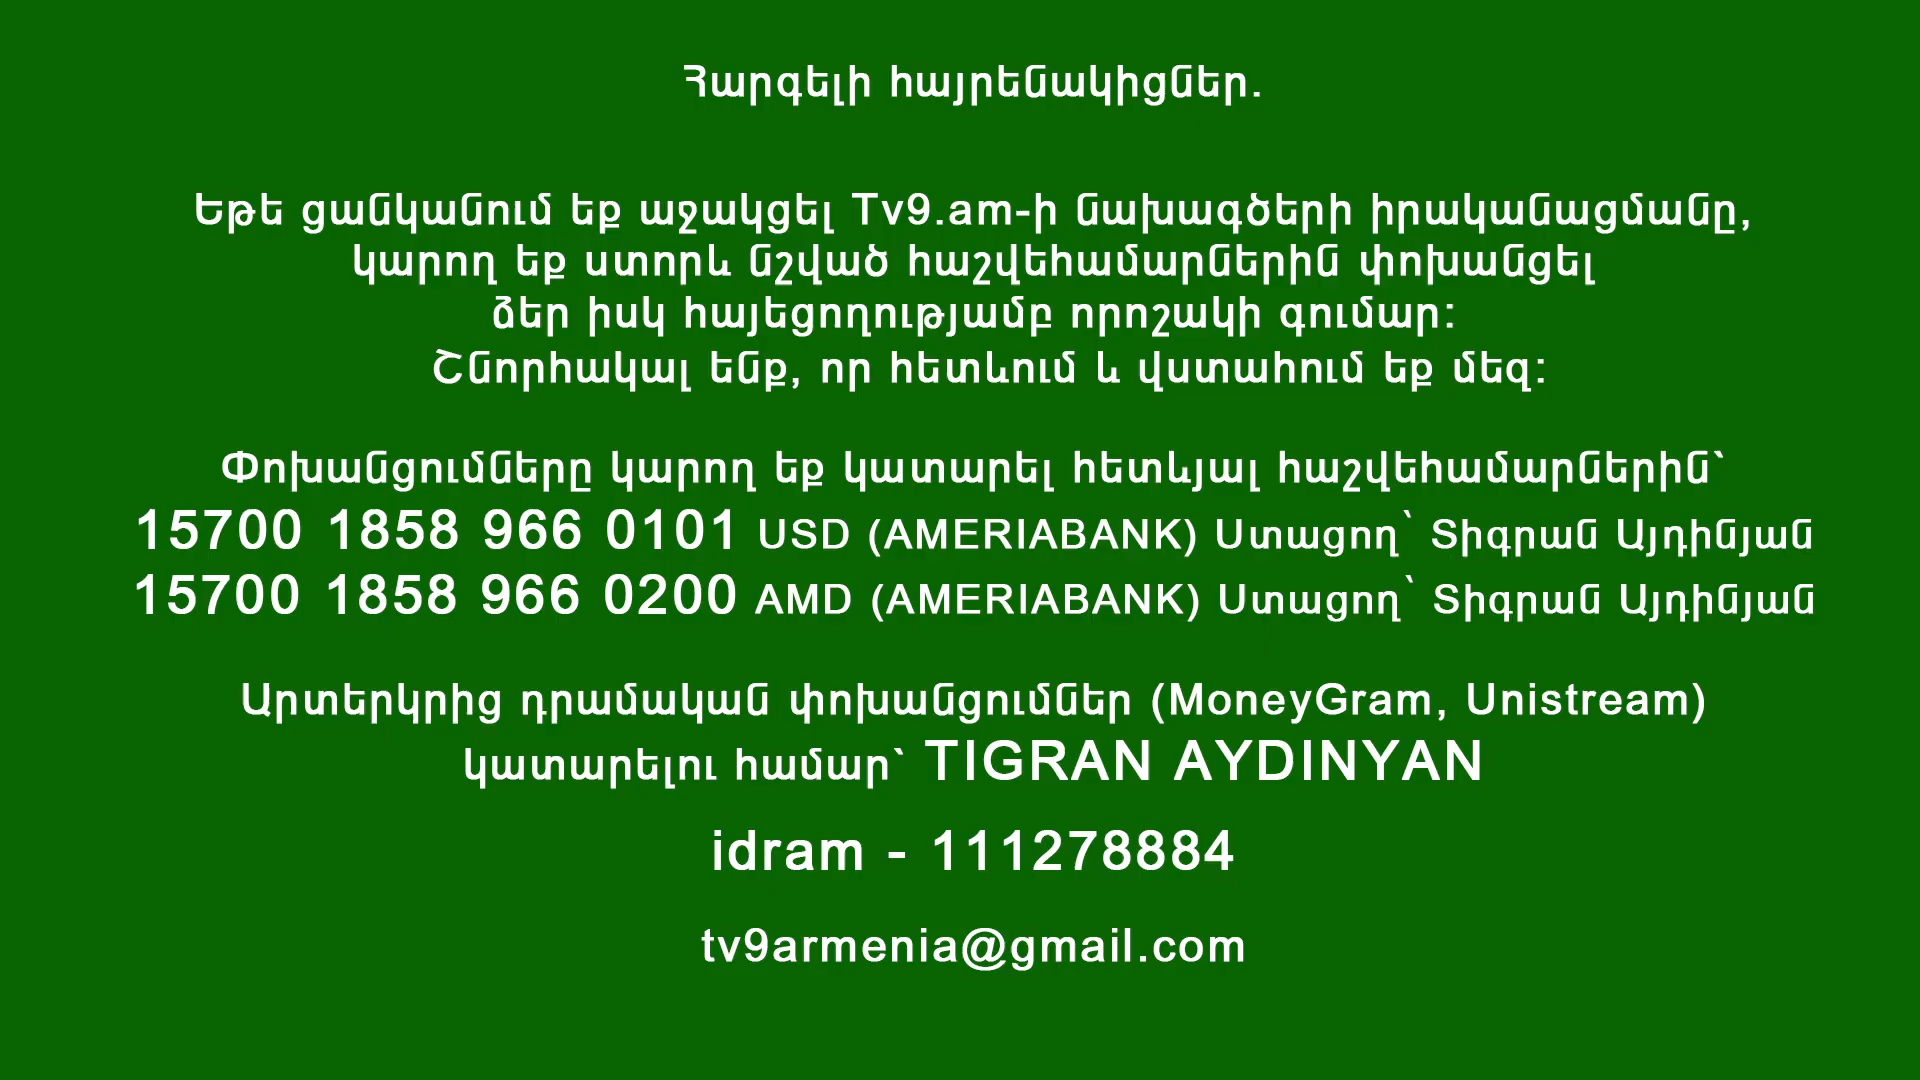 Հարգելի հայրենակիցներ.
Եթե ցանկանում եք աջակցել Tv9.am-ի նախագծերի իրականացմանը,
կարող եք ստորև նշված հաշվեհամարներին փոխանցել
ձեր իսկ հայեցողությամբ որոշակի գումար:
Շնորհակալ ենք, որ հետևում և վստահում եք մեզ:
Փոխանցումները կարող եք կատարել հետևյալ հաշվեհամարներին`
15700 1858 966 0101 USD (AMERIABANK) Ստացող` Տիգրան Այդինյան
15700 1858 966 0200 AMD (AMERIABANK) Ստացող` Տիգրան Այդինյան
Արտերկրից դրամական փոխանցումներ (MoneyGram, Unistream)
կատարելու համար` TIGRAN AYDINYAN
idram - 111278884
tv9armenia@gmail.com